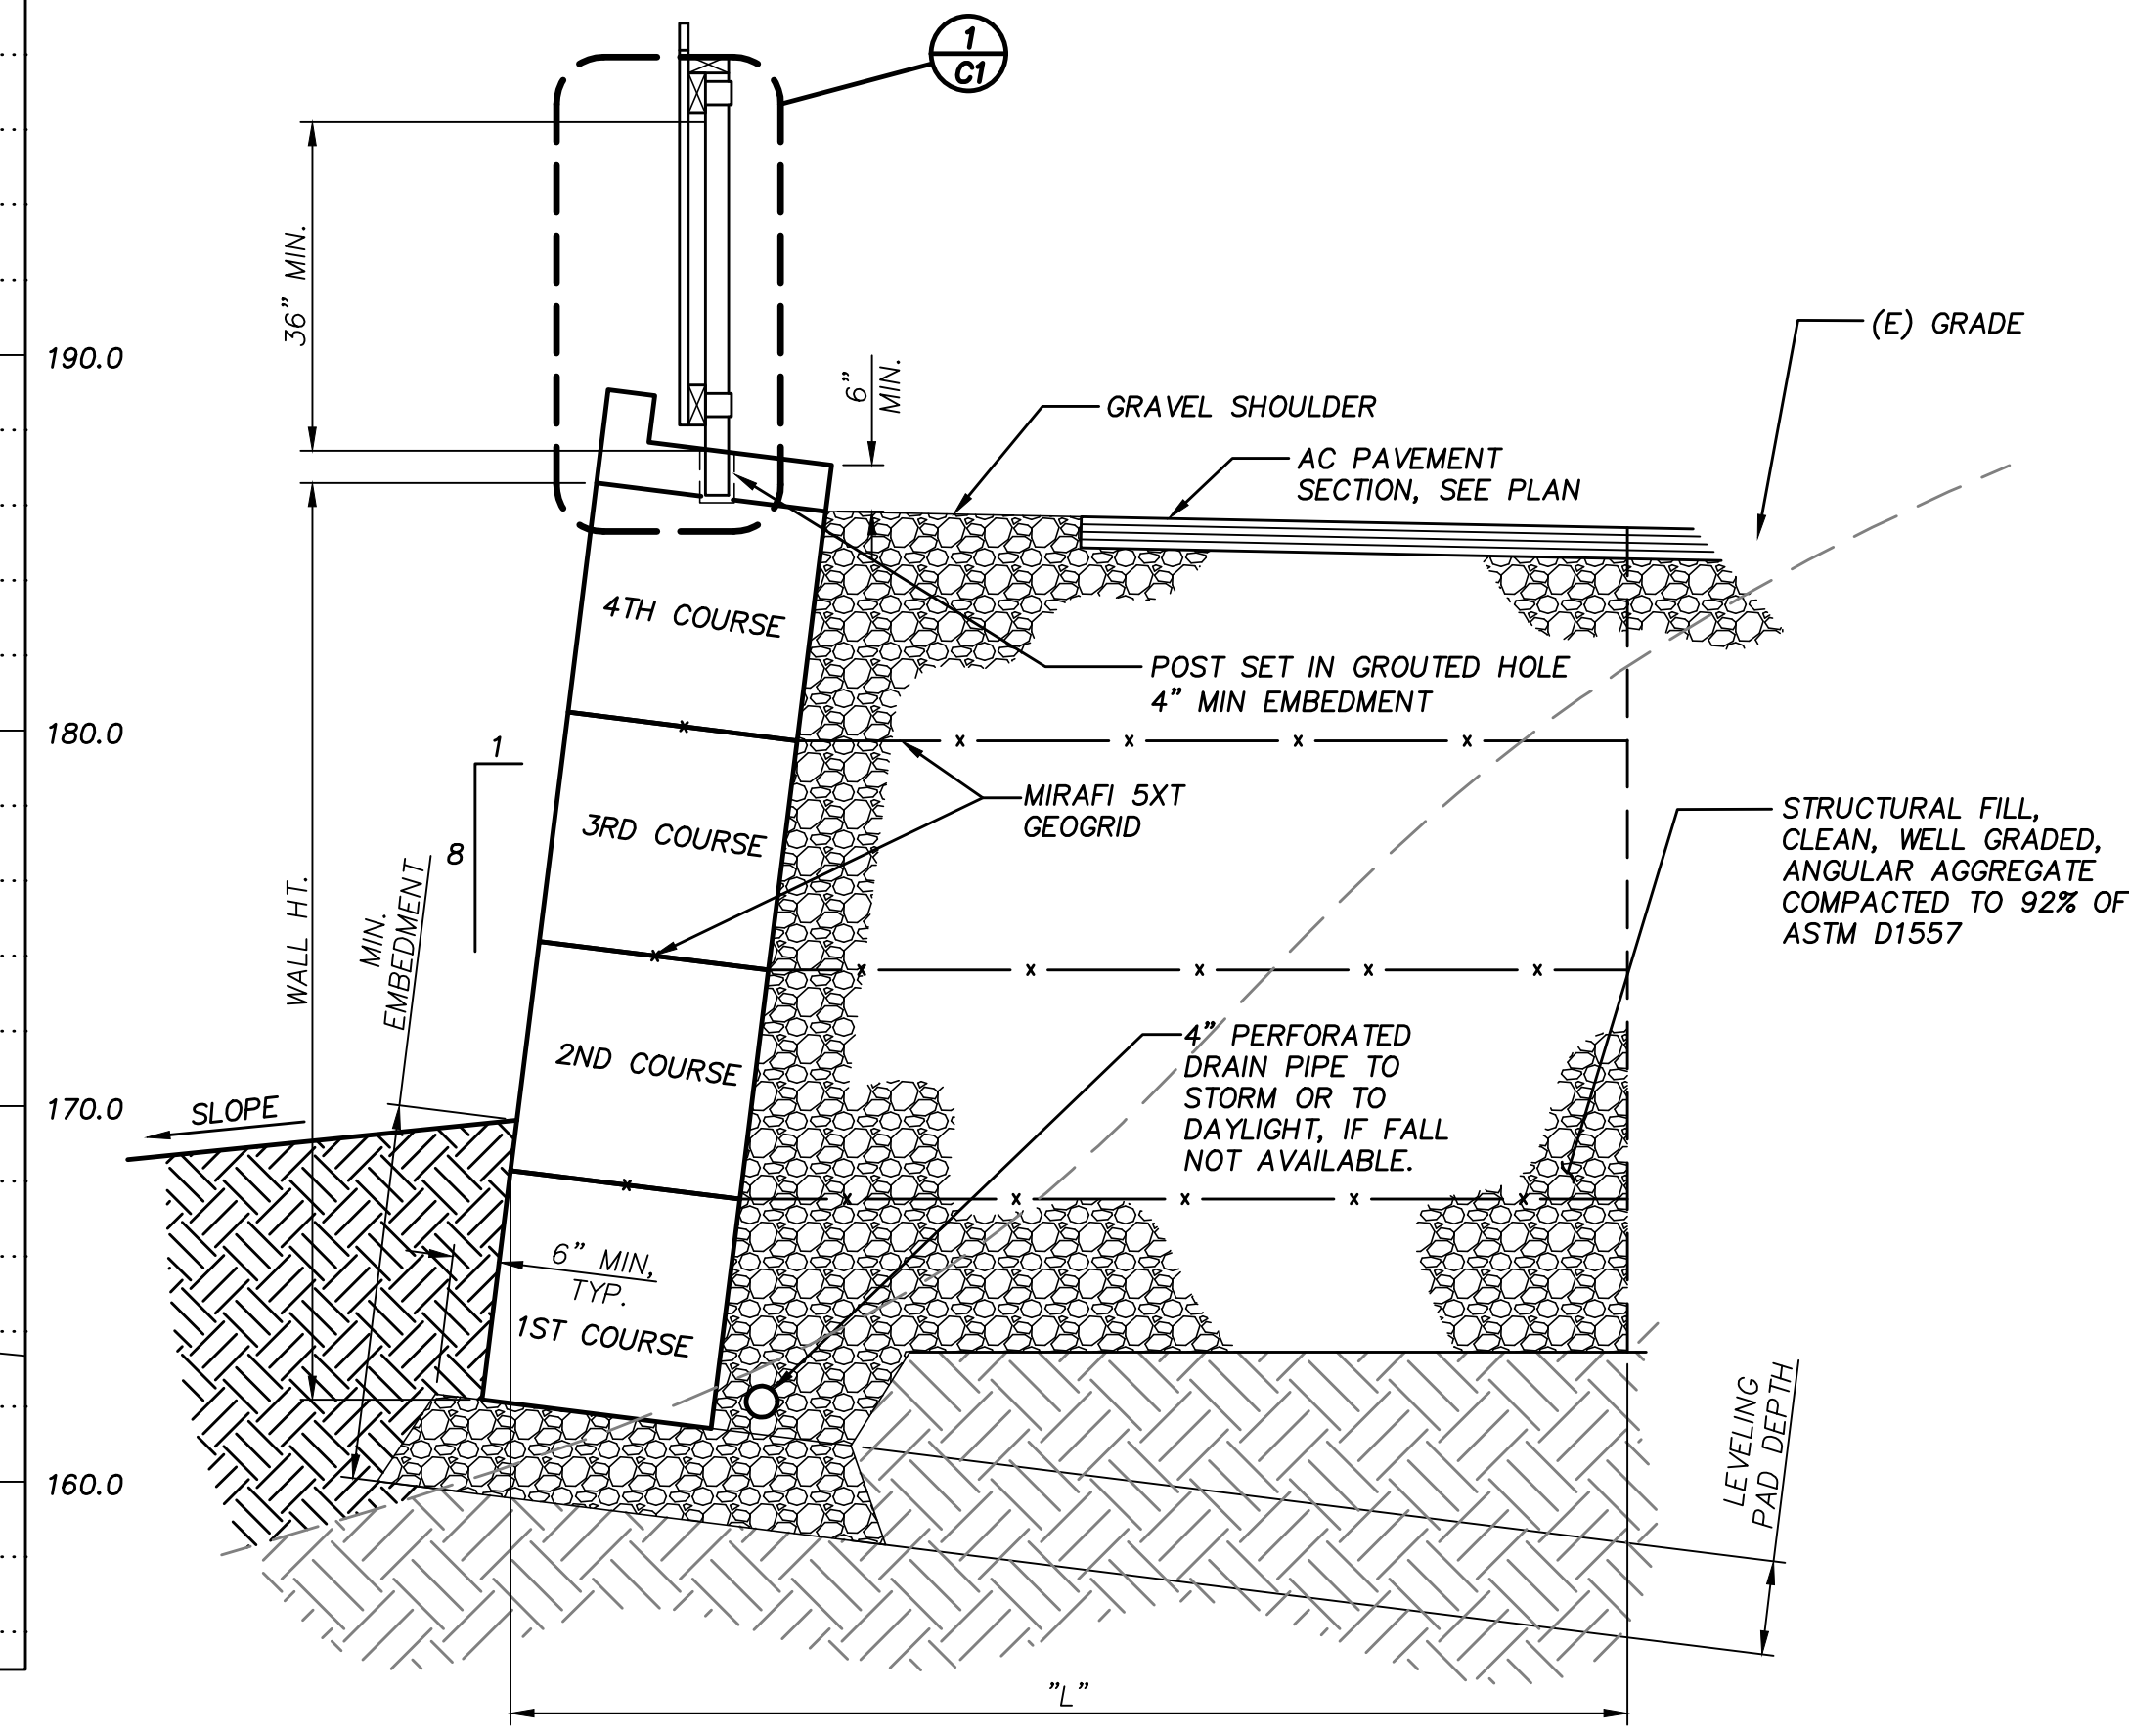 1
C1
36” MIN.
190.0
6”
MIN.
(E) GRADE
GRAVEL SHOULDER
AC PAVEMENT
SECTION, SEE PLAN
4TH COURSE
POST SET IN GROUTED HOLE
4” MIN EMBEDMENT
180.0
1
8
MIRAFI 5XT
GEOGRID
3RD COURSE
STRUCTURAL FILL,
CLEAN, WELL GRADED,
ANGULAR AGGREGATE
COMPACTED TO 92% OF
ASTM D1557
WALL HT.
MIN.
EMBEDMENT
2ND COURSE
4” PERFORATED
DRAIN PIPE TO
STORM OR TO
DAYLIGHT, IF FALL
NOT AVAILABLE.
170.0
SLOPE
6” MIN,
TYP.
1ST COURSE
160.0
LEVELING
PAD DEPTH
”L”